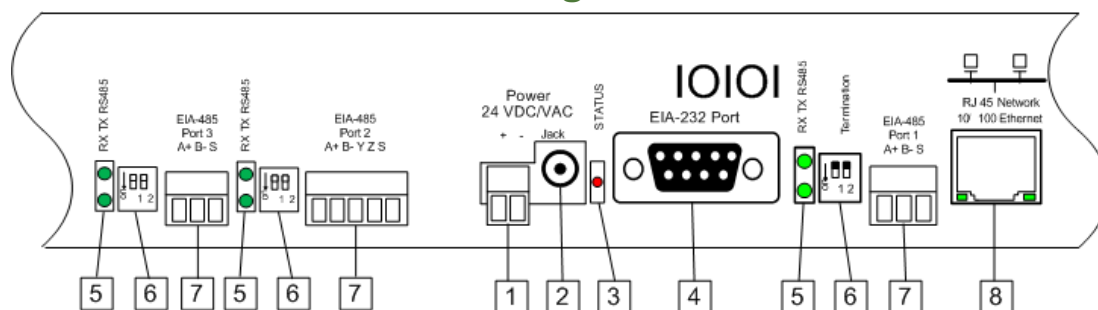 RX TX RS485
EIA-485
Port 3
A+ B- S
RX TX RS485
EIA-485
Port 2
A+ B- Y Z S
Power
24 VDC/VAC
+ - Jack
STATUS
IOIOI
EIA-232 Port
RX TX RS485
Termination
EIA-485
Port 1
A+ B- S
RJ 45 Network
10/ 100 Ethernet
ON
1 2
ON
1 2
ON
1 2
5
6
7
5
6
7
1
2
3
4
5
6
7
8